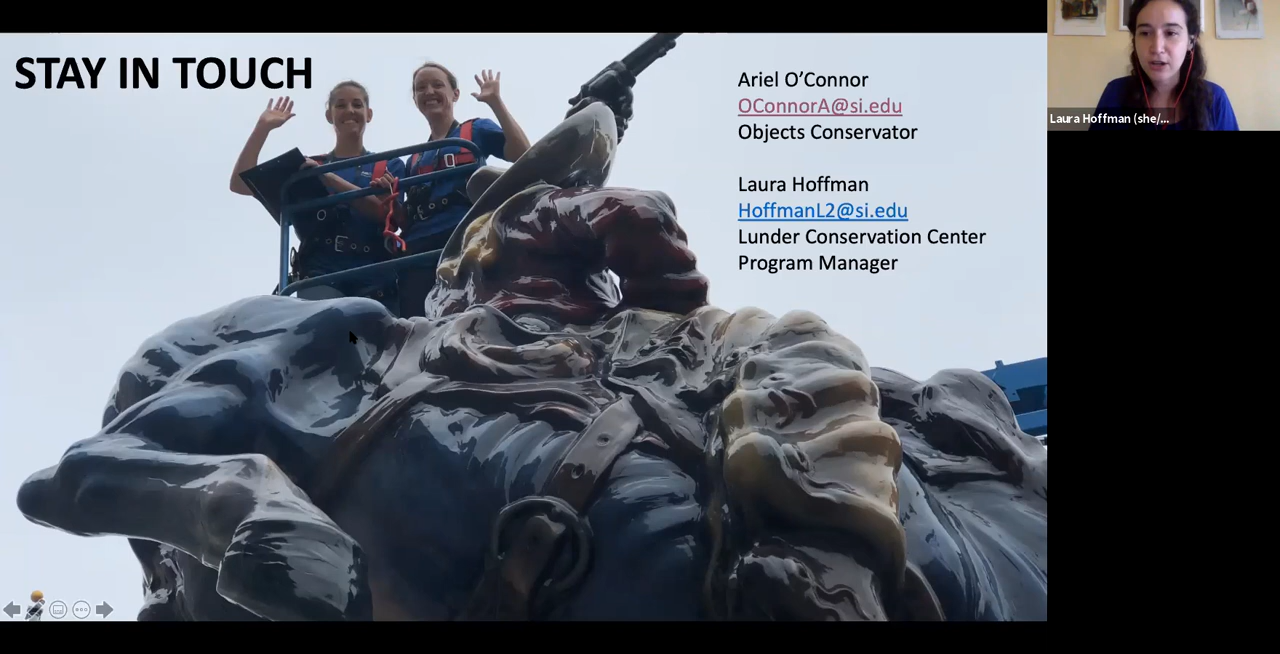 STAY IN TOUCH
Ariel O’Connor
OConnorA@si.edu
Objects Conservator
Laura Hoffman
HoffmanL2@si.edu
Lunder Conservation Center
Program Manager
Laura Hoffman (she/...